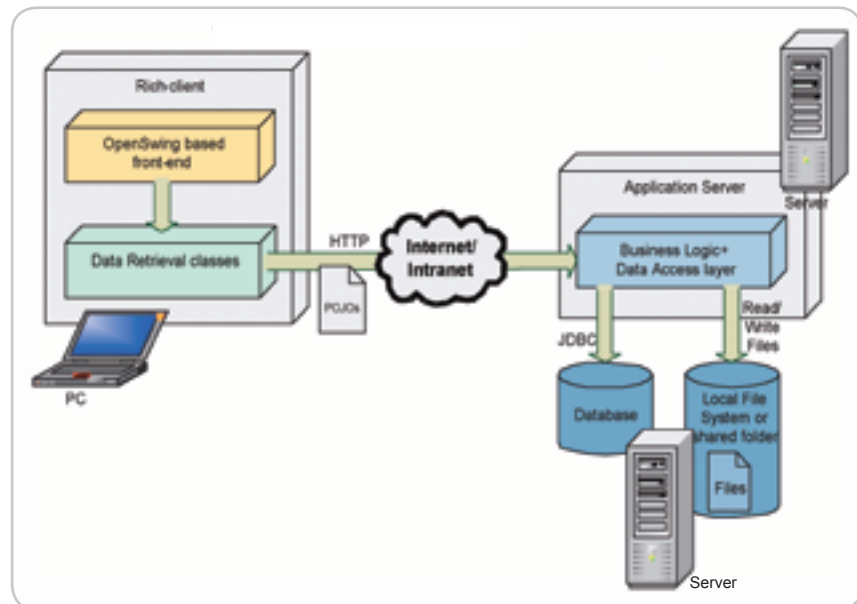 Rich-client
OpenSwing based
front-end
Data Retrieval classes
PC
HTTP
POJOs
Internet/
Intranet
Application Server
Server
Business Logic+
Data Access layer
JDBC
Read/
Write
Files
Database
Local File
System or
shared folder
Files
Server